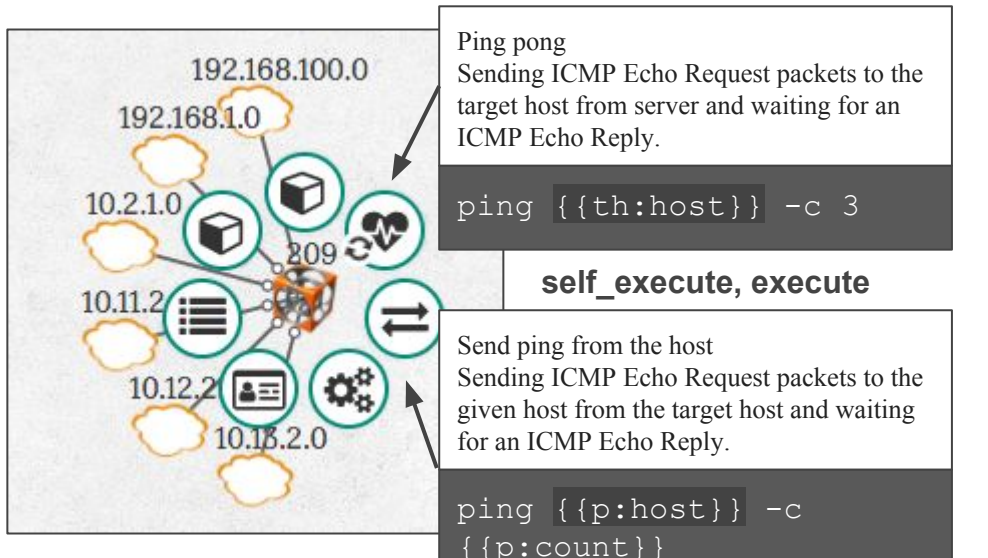 192.168.100.0
192.168.1.0
10.2.1.0
209
10.11.2
10.12.2
10.13.2.0
Ping pong
Sending ICMP Echo Request packets to the
target host from server and waiting for an
ICMP Echo Reply.
ping {{th:host}} -c 3
self_execute, execute
Send ping from the host
Sending ICMP Echo Request packets to the
given host from the target host and waiting
for an ICMP Echo Reply.
ping {{p:host}} -c
{{p:count}}